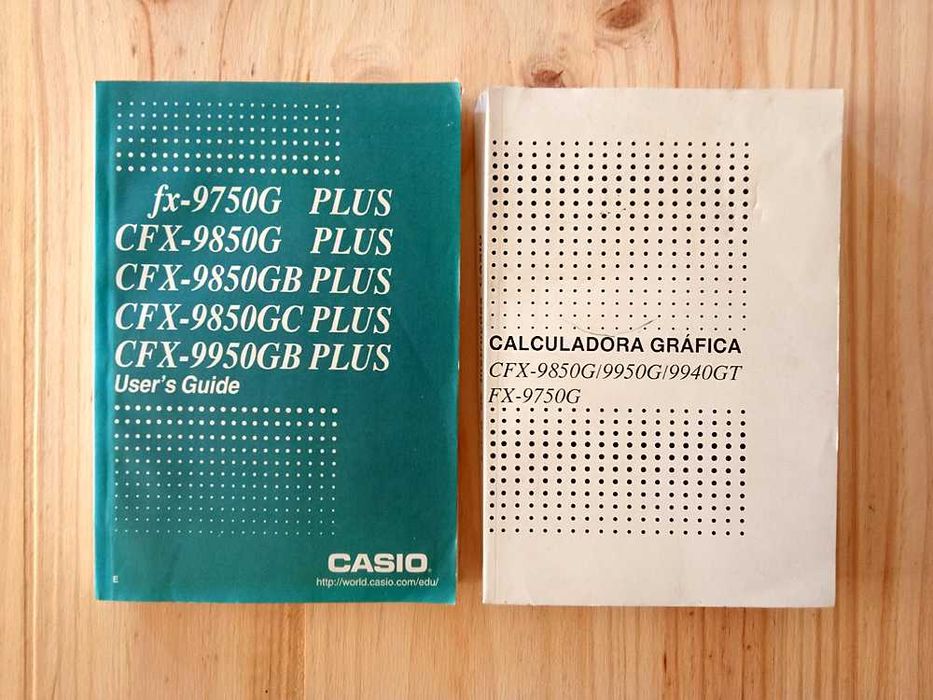 fx-9750G PLUS
CFX-9850G PLUS
CFX-9850GB PLUS
CFX-9850GC PLUS
CFX-9950GB PLUS
User's Guide
CASIO
http://world.casio.com/edu/
E
CALCULADORA GRÁFICA
CFX-9850G/9950G/9940GT
FX-9750G